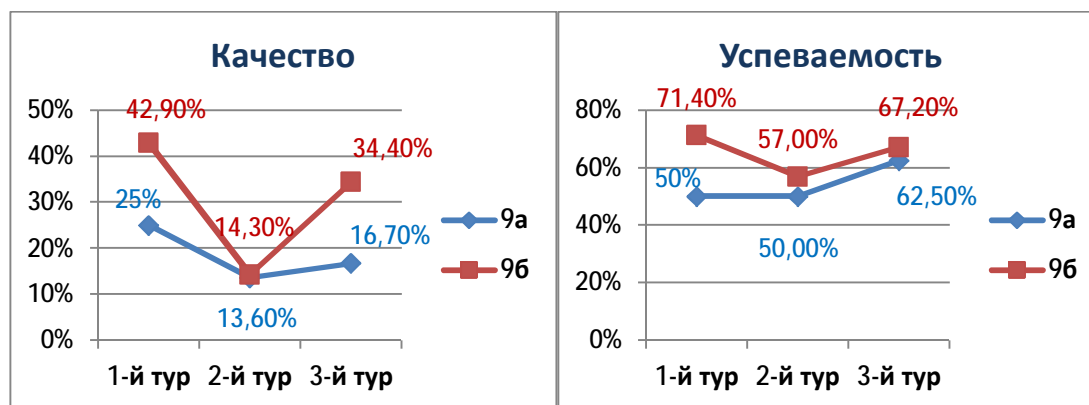 Качество
50%
40%
30%
20%
10%
0%
42,90%
25%
14,30%
13,60%
34,40%
16,70%
1-й тур 2-й тур 3-й тур
9а
9б
Успеваемость
80%
60%
40%
20%
0%
71,40%
50%
57,00%
50,00%
67,20%
62,50%
1-й тур 2-й тур 3-й тур
9а
9б